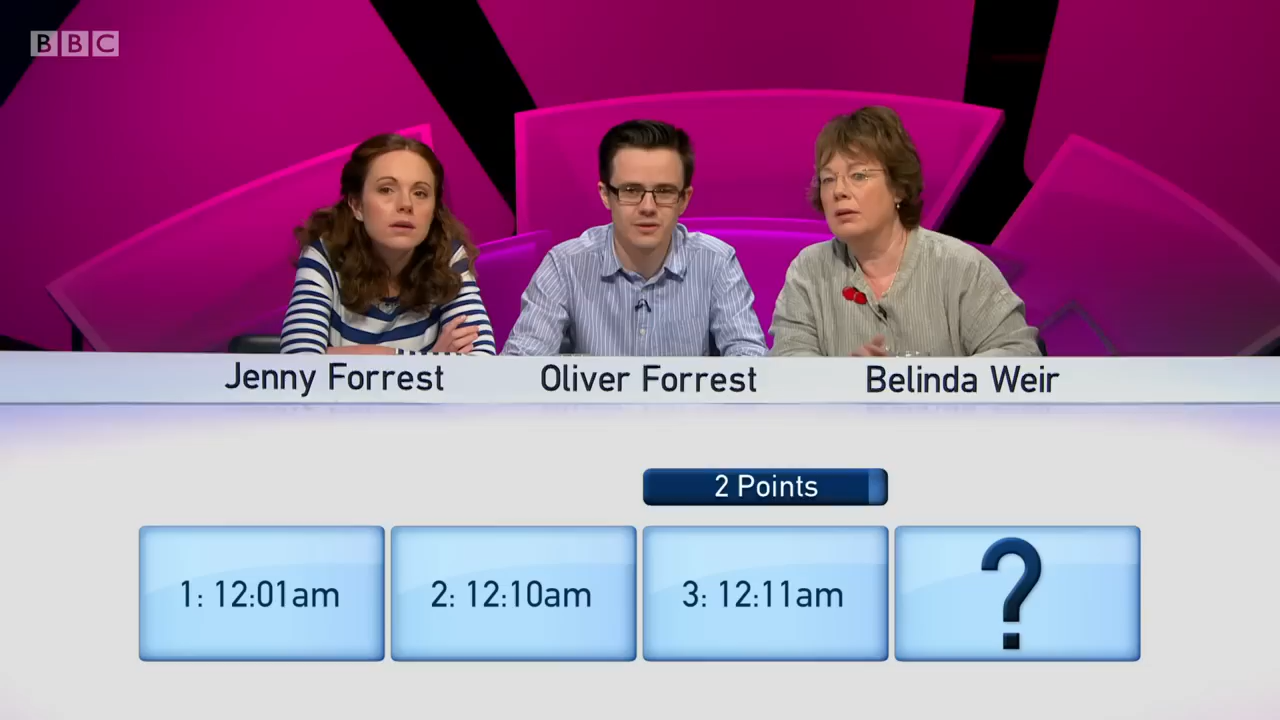 BBC
Jenny Forrest Oliver Forrest Belinda Weir
2 Points
1: 12:01am 2: 12:10am 3: 12:11am ?